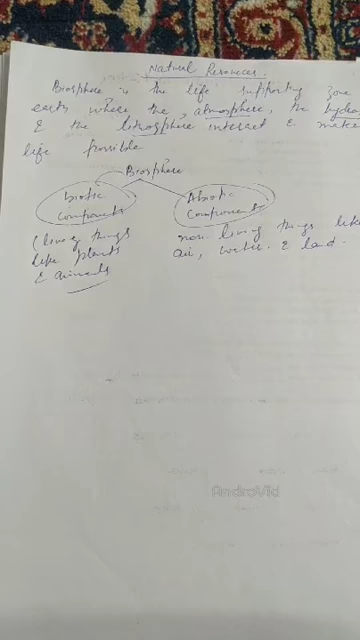 Natural Resources.
Biosphere is the life supporting zone
earth where the atmosphere, the hydro
& the lithosphere interact & make
life possible
Biosphere
biotic
components
Abiotic
Components
(living things
like plants
& animals
non living things like
air, water & land.
AndroVid